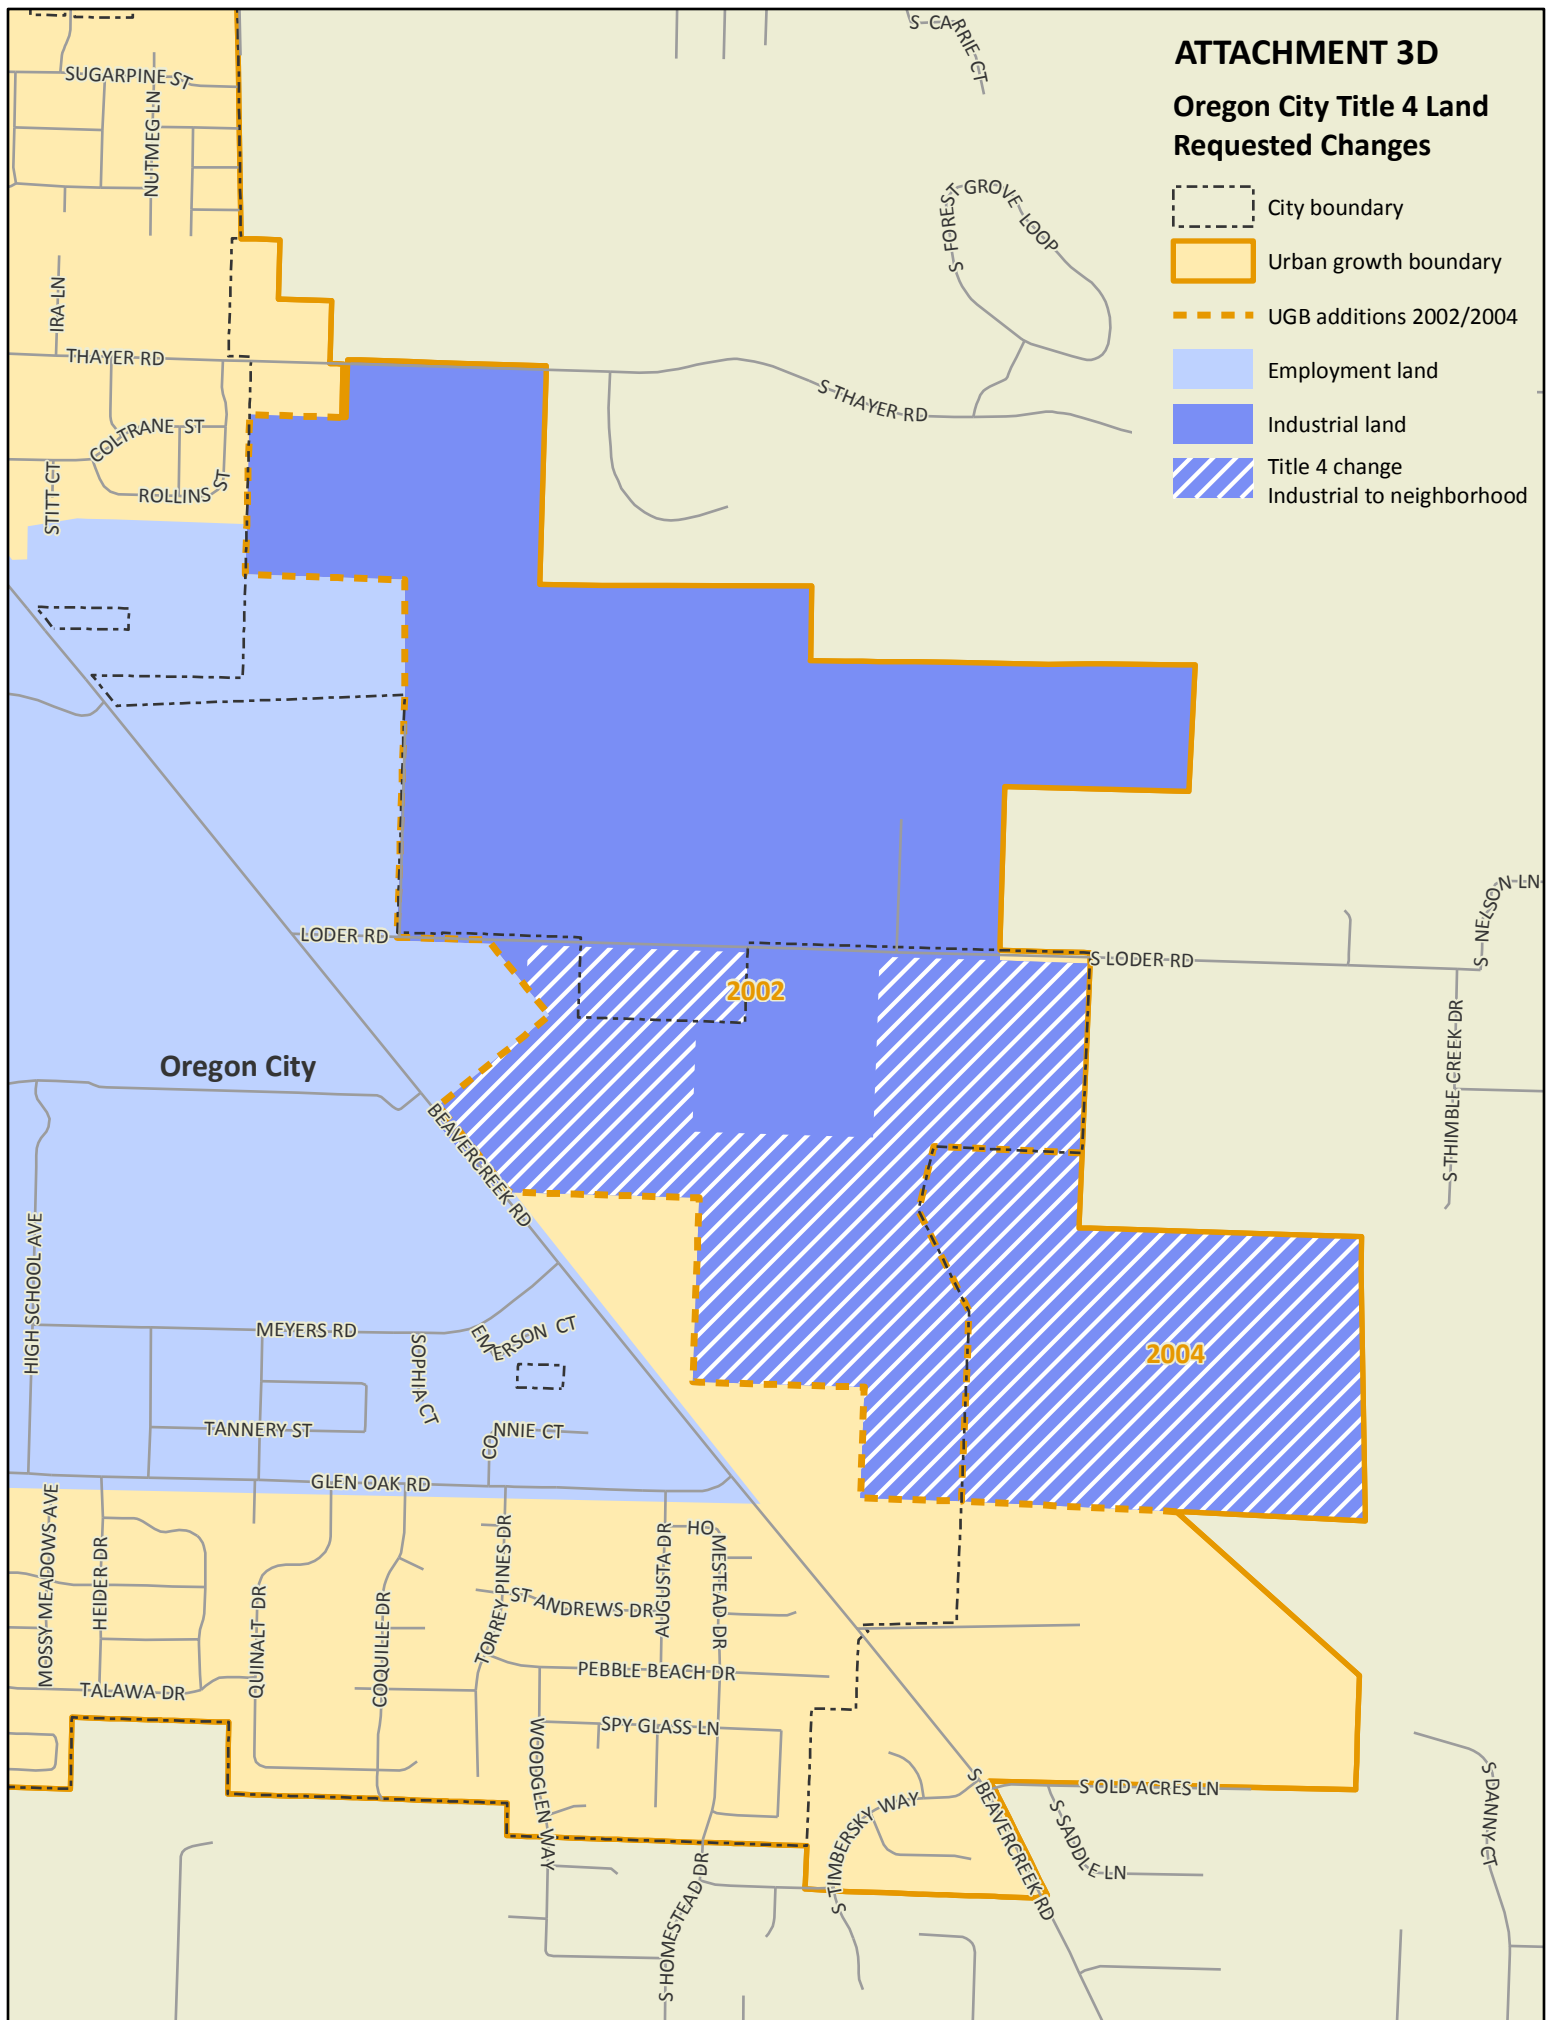 S CARRIE CT
ATTACHMENT 3D
Oregon City Title 4 Land
Requested Changes
City boundary
Urban growth boundary
UGB additions 2002/2004
Employment land
Industrial land
Title 4 change
Industrial to neighborhood
SUGARPINE ST
NUTMEG LN
S FOREST GROVE LOOP
IRA LN
THAYER RD
S THAYER RD
COLTRANE ST
STITT CT
ROLLINS ST
S NELSON LN
LODER RD
S LODER RD
2002
S THIMBLE CREEK DR
Oregon City
BEAVERCREEK RD
HIGH SCHOOL AVE
MEYERS RD
SOPHIA CT
EMERSON CT
2004
TANNERY ST
CONNIE CT
GLEN OAK RD
MOSSY MEADOWS AVE
HEIDER DR
QUINALT DR
COQUILLE DR
TORREY PINES DR
ST ANDREWS DR
AUGUSTA DR
HOMESTEAD DR
PEBBLE BEACH DR
TALAWA DR
WOODGLEN WAY
SPY GLASS LN
S BEAVERCREEK RD
S OLD ACRES LN
S TIMBERSKY WAY
S SADDLE LN
S DANNY CT
S HOMESTEAD DR